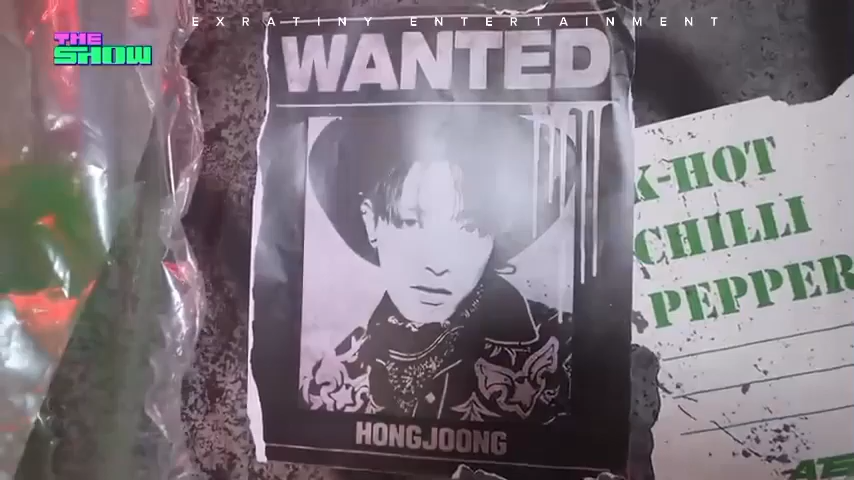 EXRATINY ENTERTAINMENT
THE
SHOW
WANTED
HONGJOONG
K-HOT
CHILLI
PEPPER